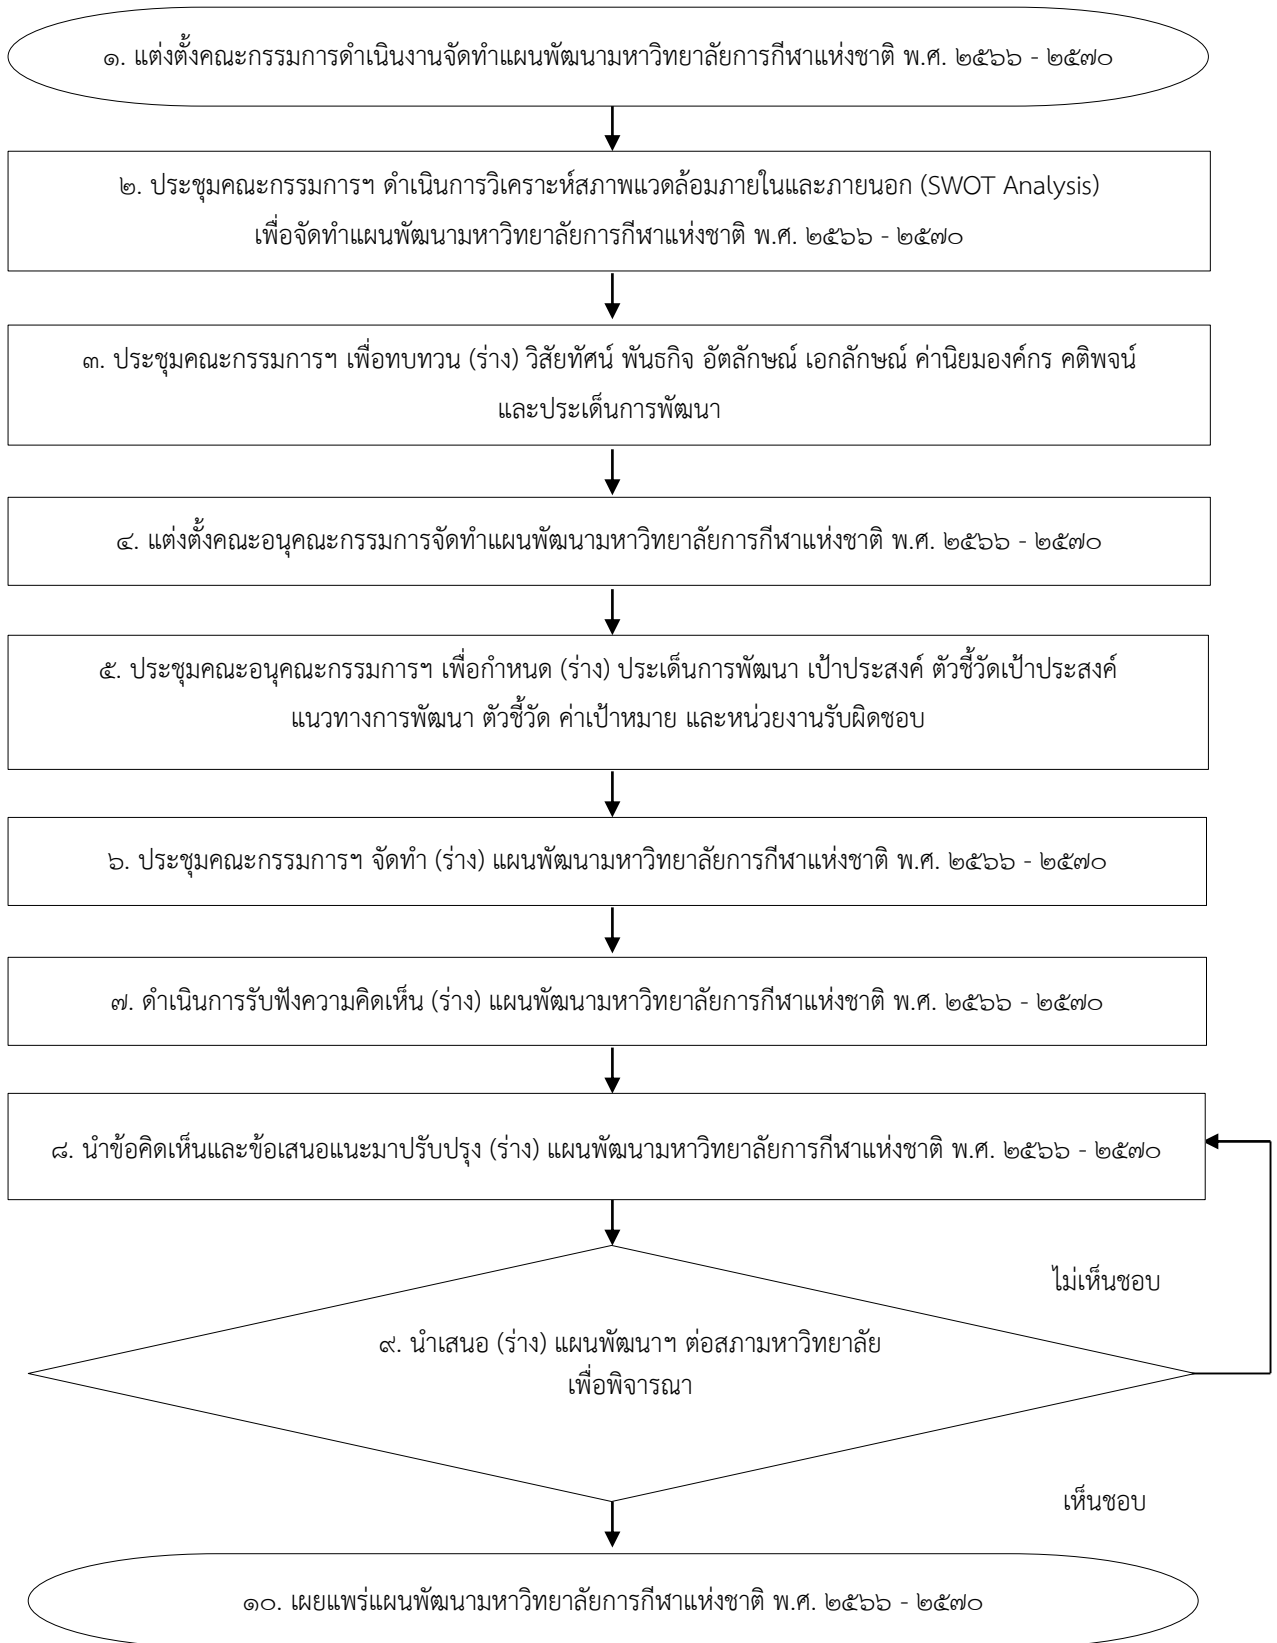 ๑. แต่งตั้งคณะกรรมการดำเนินงานจัดทำแผนพัฒนามหาวิทยาลัยการกีฬาแห่งชาติ พ.ศ. ๒๕๖๖ - ๒๕๗๐
๒. ประชุมคณะกรรมการฯ ดำเนินการวิเคราะห์สภาพแวดล้อมภายในและภายนอก (SWOT Analysis)
เพื่อจัดทำแผนพัฒนามหาวิทยาลัยการกีฬาแห่งชาติ พ.ศ. ๒๕๖๖ - ๒๕๗๐
๓. ประชุมคณะกรรมการฯ เพื่อทบทวน (ร่าง) วิสัยทัศน์ พันธกิจ อัตลักษณ์ เอกลักษณ์ ค่านิยมองค์กร คติพจน์
และประเด็นการพัฒนา
๔. แต่งตั้งคณะอนุคณะกรรมการจัดทำแผนพัฒนามหาวิทยาลัยการกีฬาแห่งชาติ พ.ศ. ๒๕๖๖ - ๒๕๗๐
๕. ประชุมคณะอนุคณะกรรมการฯ เพื่อกำหนด (ร่าง) ประเด็นการพัฒนา เป้าประสงค์ ตัวชี้วัดเป้าประสงค์
แนวทางการพัฒนา ตัวชี้วัด ค่าเป้าหมาย และหน่วยงานรับผิดชอบ
๖. ประชุมคณะกรรมการฯ จัดทำ (ร่าง) แผนพัฒนามหาวิทยาลัยการกีฬาแห่งชาติ พ.ศ. ๒๕๖๖ - ๒๕๗๐
๗. ดำเนินการรับฟังความคิดเห็น (ร่าง) แผนพัฒนามหาวิทยาลัยการกีฬาแห่งชาติ พ.ศ. ๒๕๖๖ - ๒๕๗๐
๘. นำข้อคิดเห็นและข้อเสนอแนะมาปรับปรุง (ร่าง) แผนพัฒนามหาวิทยาลัยการกีฬาแห่งชาติ พ.ศ. ๒๕๖๖ - ๒๕๗๐
ไม่เห็นชอบ
๙. นำเสนอ (ร่าง) แผนพัฒนาฯ ต่อสภามหาวิทยาลัย
เพื่อพิจารณา
เห็นชอบ
๑๐. เผยแพร่แผนพัฒนามหาวิทยาลัยการกีฬาแห่งชาติ พ.ศ. ๒๕๖๖ - ๒๕๗๐